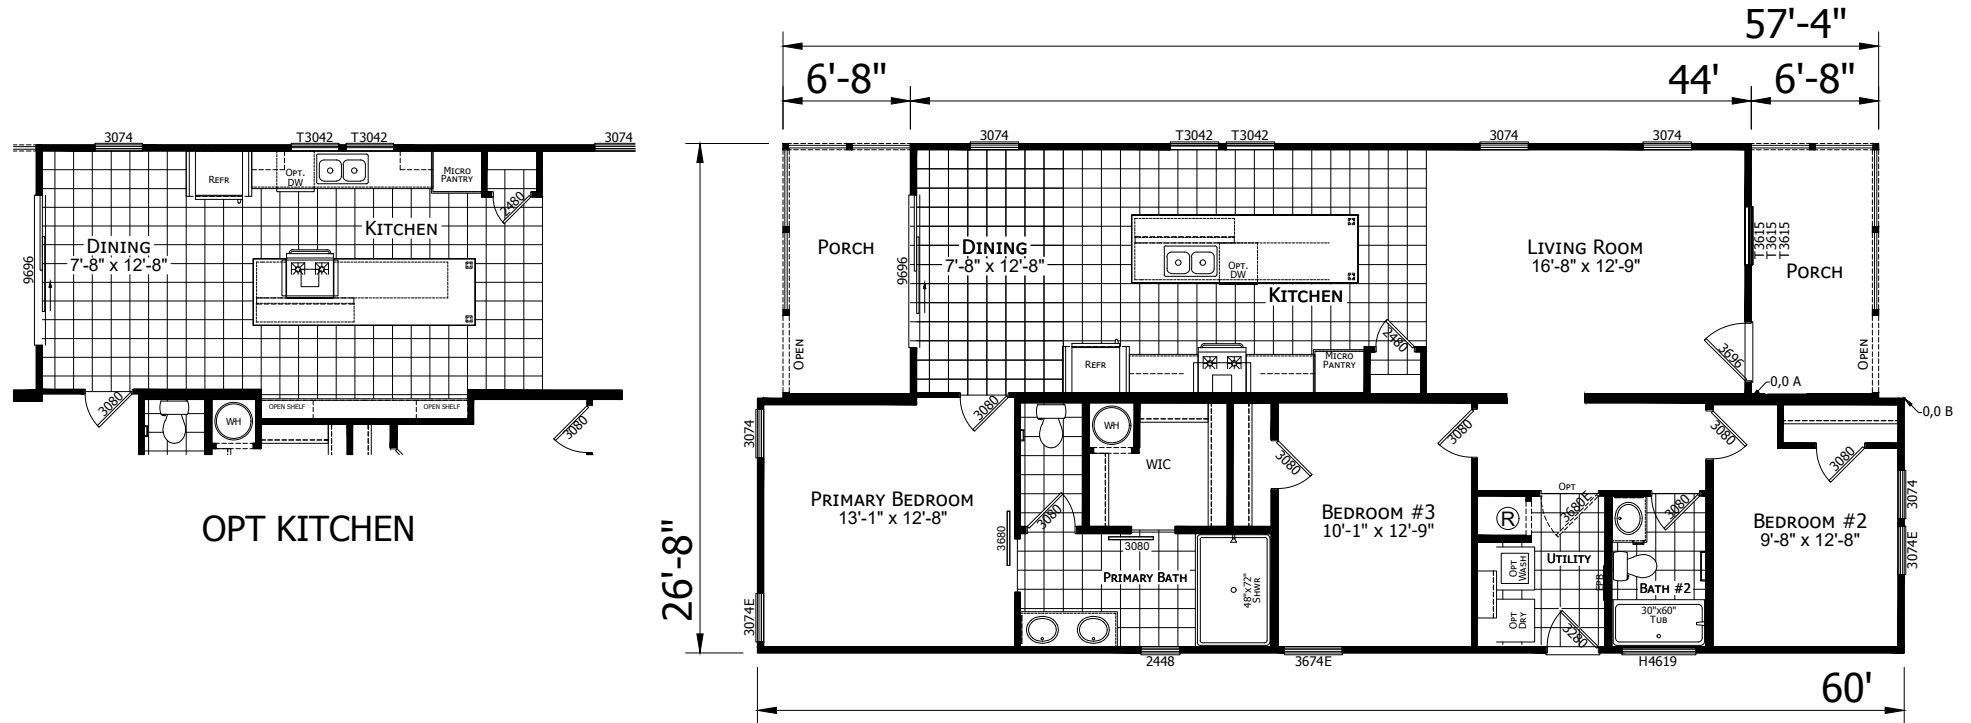 57'-4"
6'-8"
44'
6'-8"
3074
T3042
T3042
3074
REFR
OPT.
DW
MICRO
PANTRY
2480
KITCHEN
DINING
7'-8" x 12'-8"
9696
3080
OPEN SHELF
OPEN SHELF
WH
3080
OPT KITCHEN
3074
T3042
T3042
3074
3074
PORCH
OPEN
9696
DINING
7'-8" x 12'-8"
OPT.
DW
KITCHEN
REFR
MICRO
PANTRY
2480
LIVING ROOM
16'-8" x 12'-9"
T3615
T3615
T3615
PORCH
3696
OPEN
0,0 A
0,0 B
26'-8"
3074
3074E
PRIMARY BEDROOM
13'-1" x 12'-8"
3080
3080
3680
WH
WIC
3080
3080
PRIMARY BATH
48"x72"
SHWR
2448
BEDROOM #3
10'-1" x 12'-9"
3080
3674E
OPT
3680E
R
UTILITY
OPT
WASH
OPT
DRY
EPB
3280
3080
3080
BATH #2
30"x60"
TUB
H4619
3080
BEDROOM #2
9'-8" x 12'-8"
3074
3074E
60'